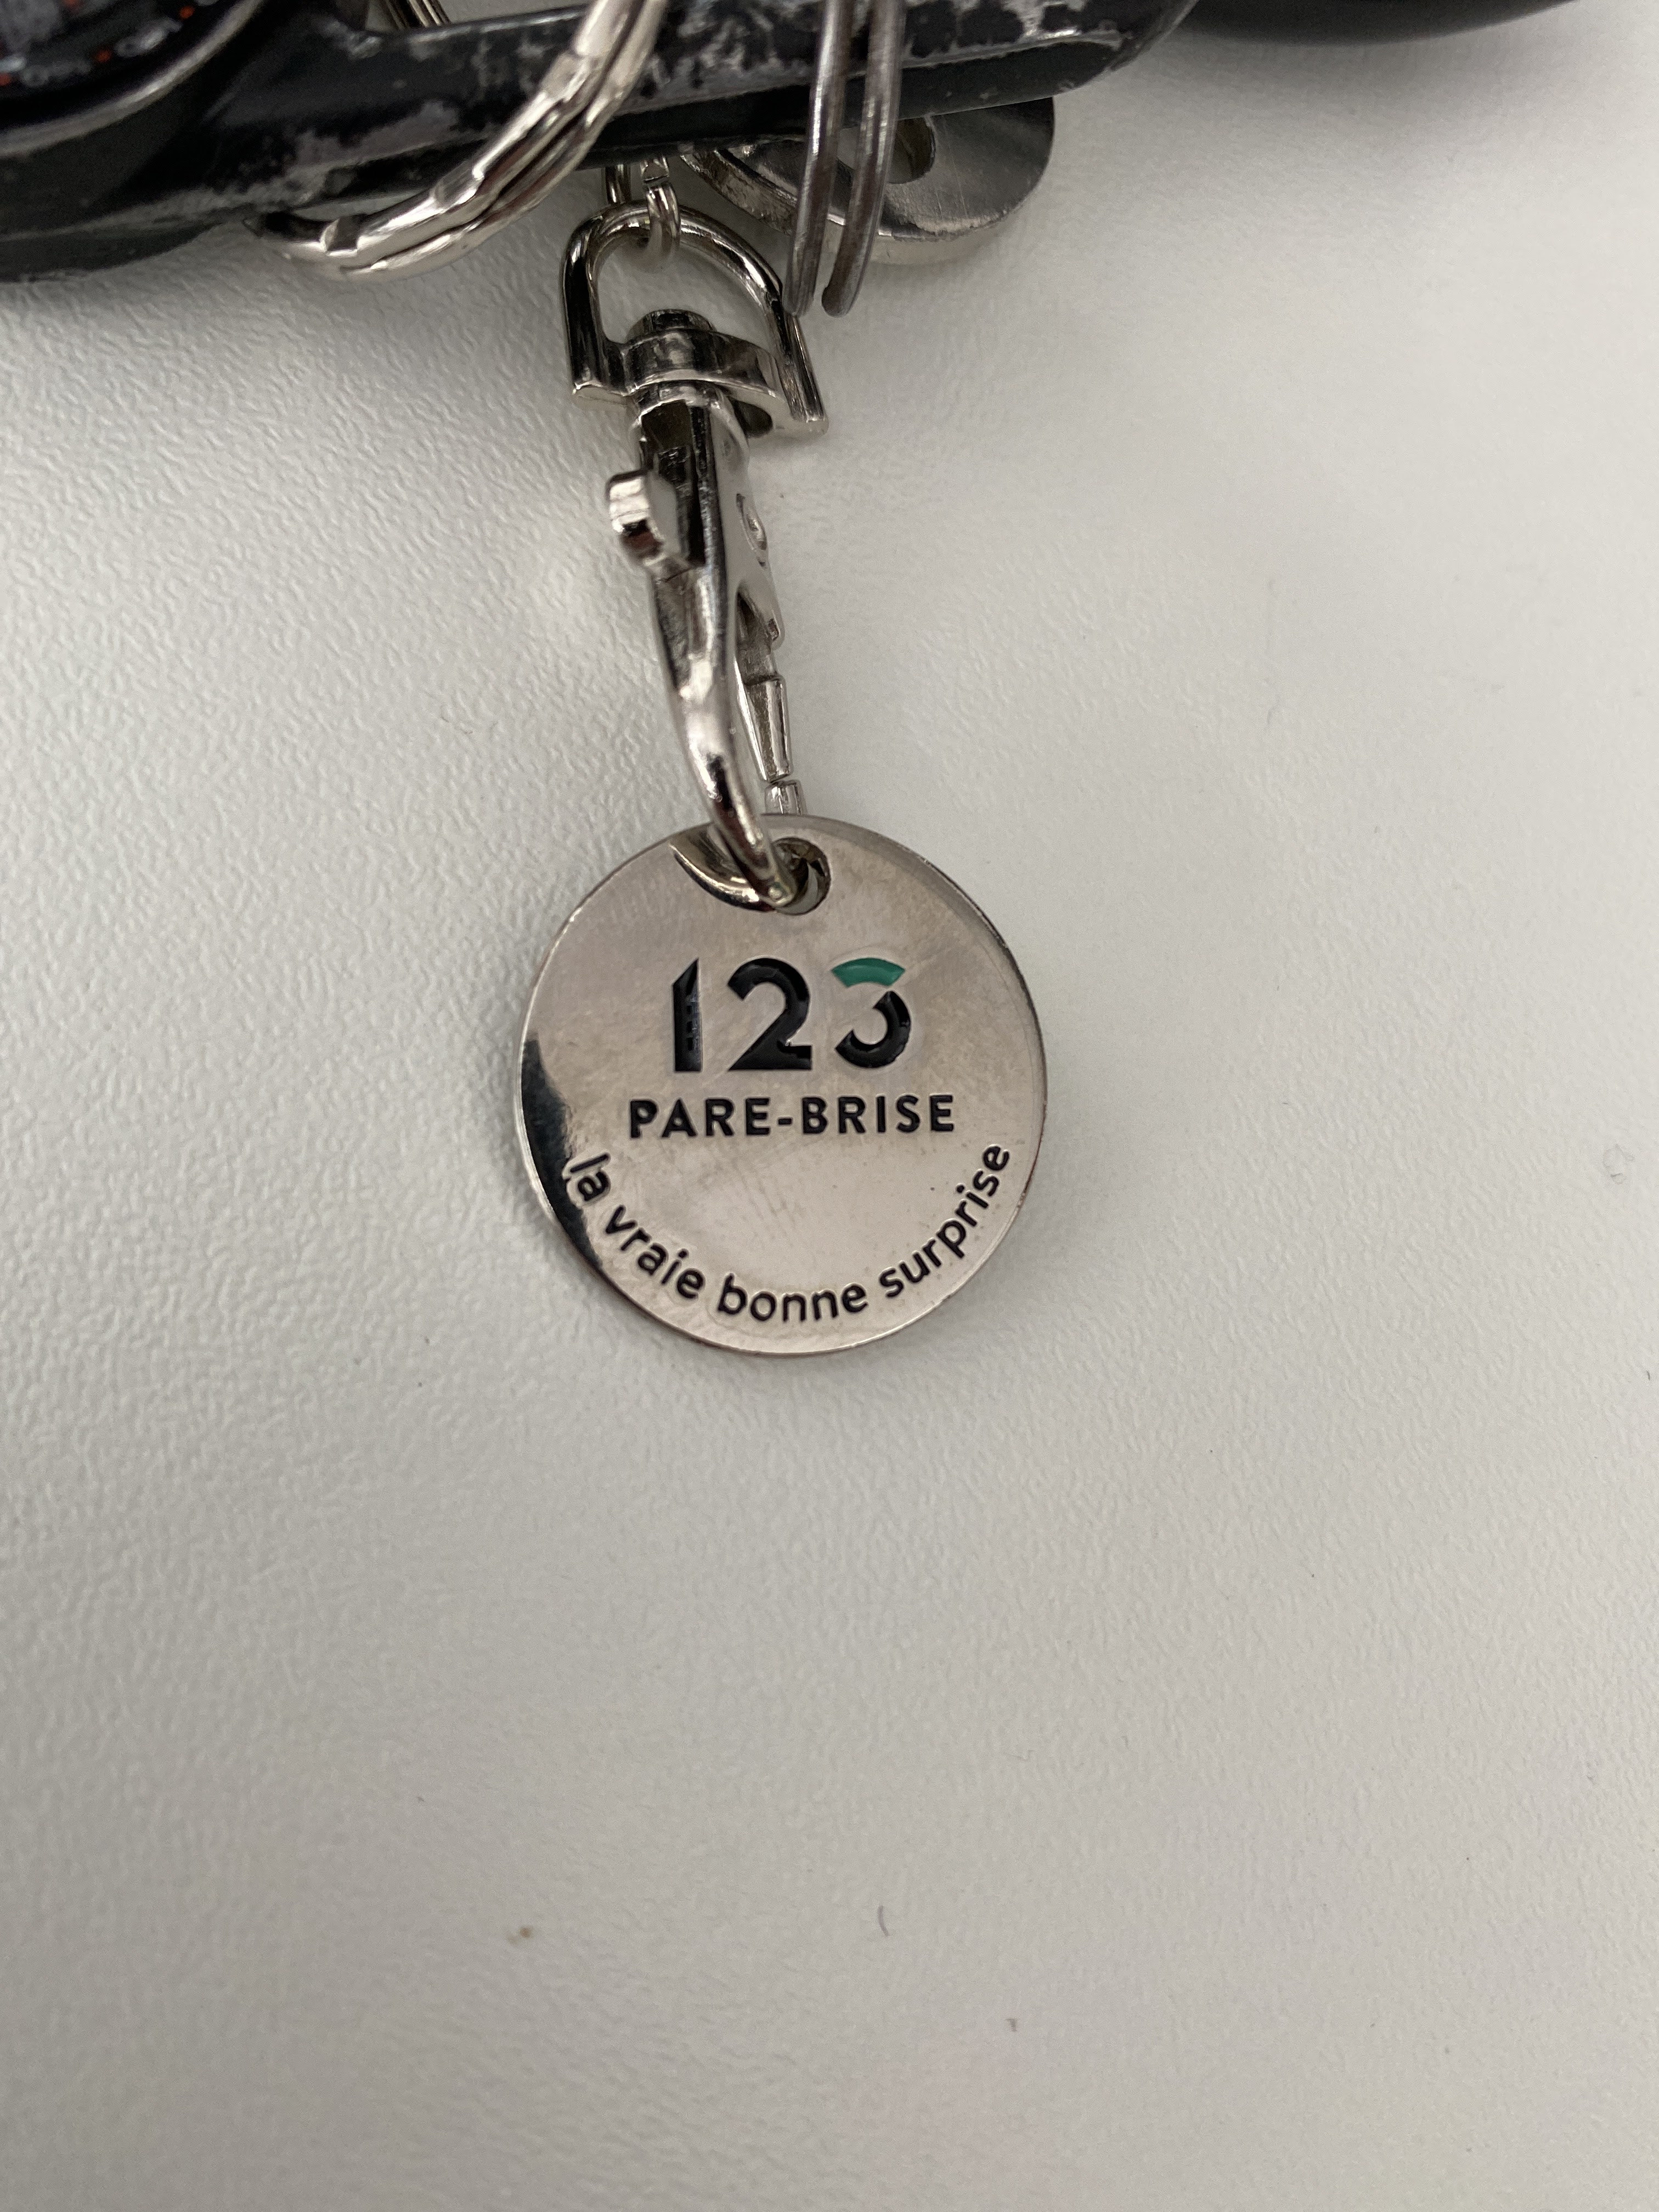 123
PARE-BRISE
la vraie bonne surprise